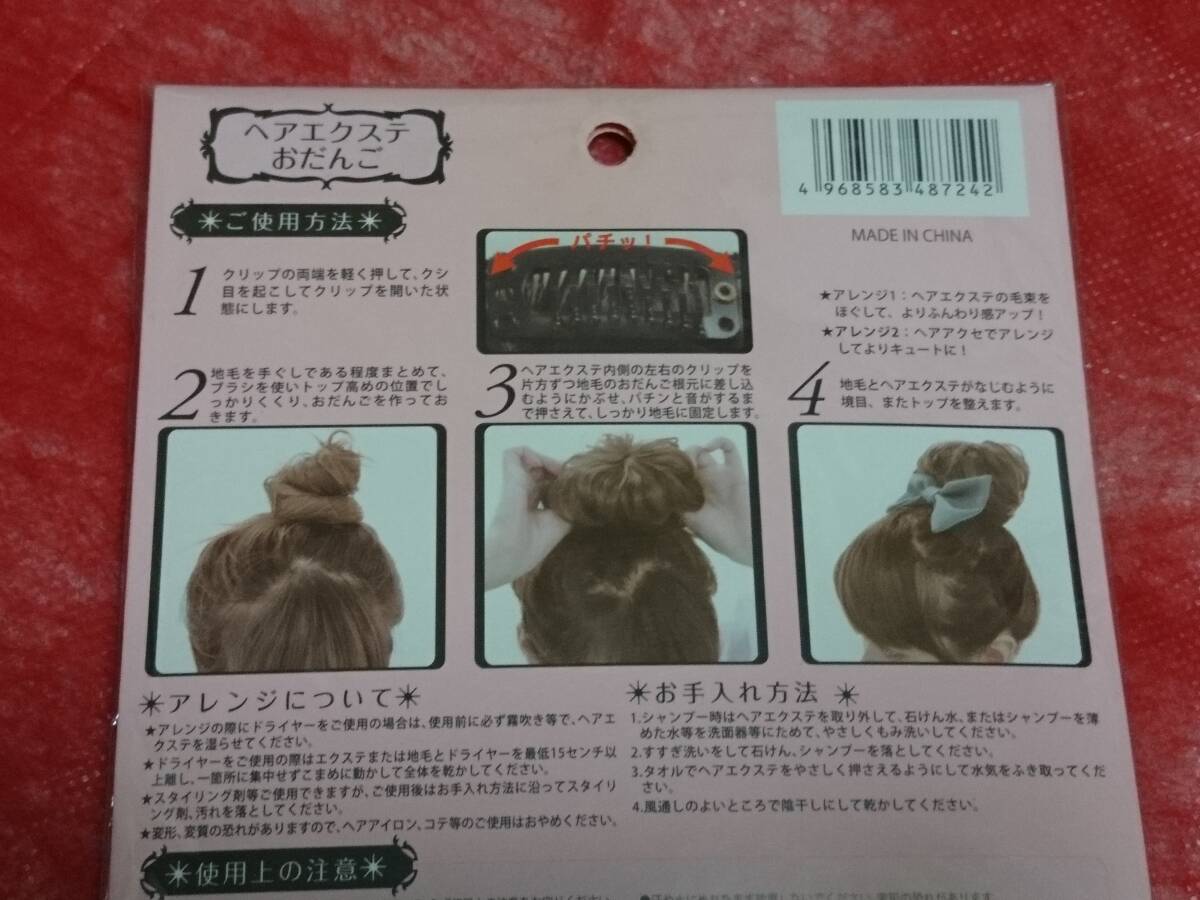 ヘアエクステ
おだんご
4 968583 487242
MADE IN CHINA
✴ご使用方法✴
1
クリップの両端を軽く押して、クシ
目を起こしてクリップを開いた状
態にします。
パチッ!
★アレンジ1:ヘアエクステの毛束を
ほぐして、よりふんわり感アップ!
★アレンジ2:ヘアアクセでアレンジ
してよりキュートに!
2
地毛を手ぐしである程度まとめて、
ブラシを使いトップ高めの位置でし
っかりくくり、おだんごを作ってお
きます。
3
ヘアエクステ内側の左右のクリップを
片方ずつ地毛のおだんご根元に差し込
むようにかぶせ、パチンと音がするま
で押さえて、しっかり地毛に固定します。
4
地毛とヘアエクステがなじむように
境目、またトップを整えます。
✴アレンジについて✴
★アレンジの際にドライヤーをご使用の場合は、使用前に必ず霧吹き等で、ヘアエ
クステを湿らせてください。
★ドライヤーをご使用の際はエクステまたは地毛とドライヤーを最低15センチ以
上離し、一箇所に集中せずこまめに動かして全体を乾かしてください。
★スタイリング剤等ご使用できますが、ご使用後はお手入れ方法に沿ってスタイリ
ング剤、汚れを落としてください。
★変形、変質の恐れがありますので、ヘアアイロン、コテ等のご使用はおやめください。
✴お手入れ方法✴
1.シャンプー時はヘアエクステを取り外して、石けん水、またはシャンプーを薄
めた水等を洗面器等にためて、やさしくもみ洗いしてください。
2.すすぎ洗いをして石けん、シャンプーを落としてください。
3.タオルでヘアエクステをやさしく押さえるようにして水気をふき取ってくだ
さい。
4.風通しのよいところで陰干しにして乾かしてください。
✴使用上の注意✴